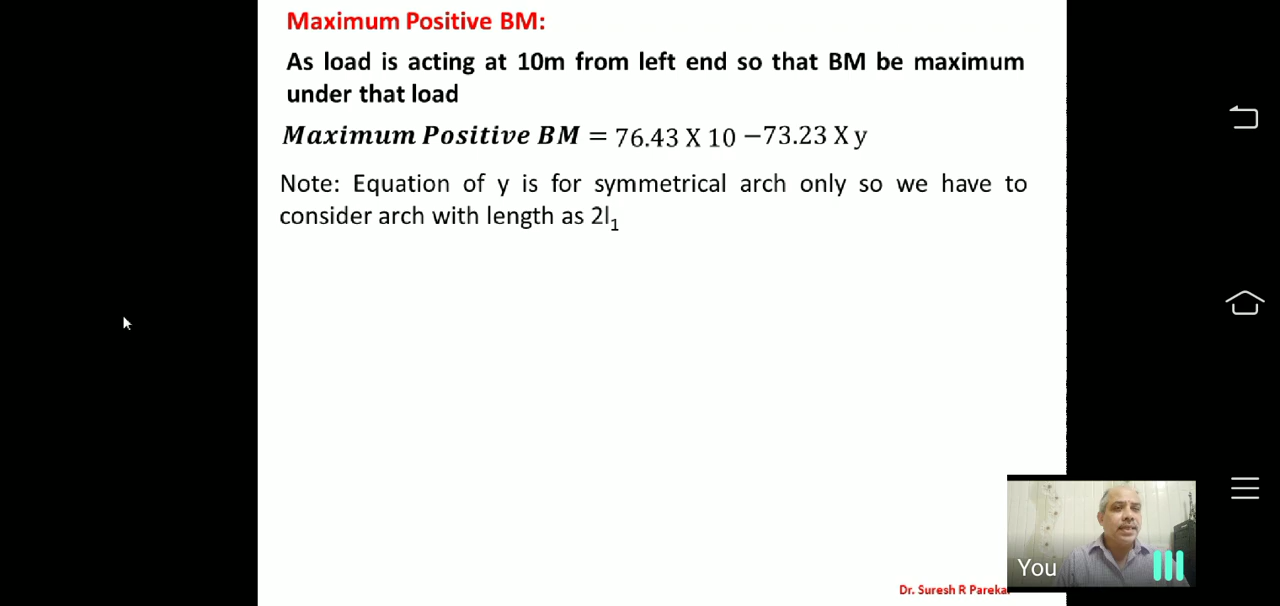 Maximum Positive BM:
As load is acting at 10m from left end so that BM be maximum
under that load
Maximum Positive BM = 76.43 X 10 −73.23 X y
Note: Equation of y is for symmetrical arch only so we have to
consider arch with length as 2l₁
You
Dr. Suresh R Pareka